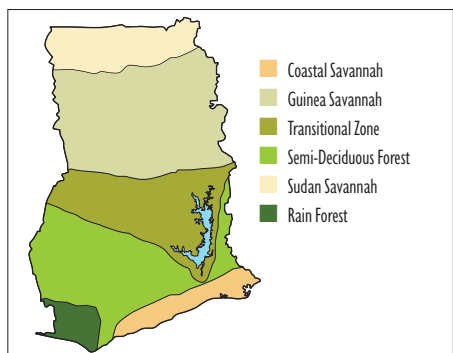 Coastal Savannah
Guinea Savannah
Transitional Zone
Semi-Deciduous Forest
Sudan Savannah
Rain Forest